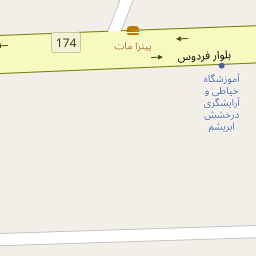 174
پیتزا مات
بلوار فردوس
آموزشگاه
خیاطی و
آرایشگری
درخشش
ابریشم